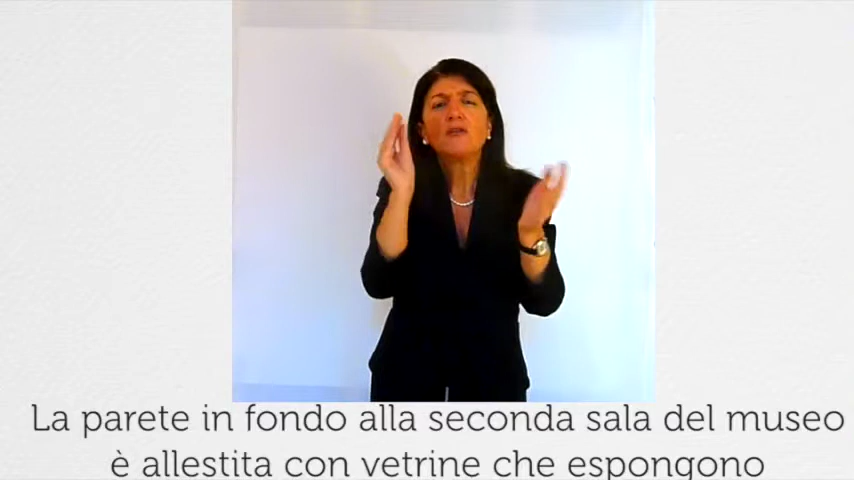 La parete in fondo alla seconda sala del museo
è allestita con vetrine che espongono